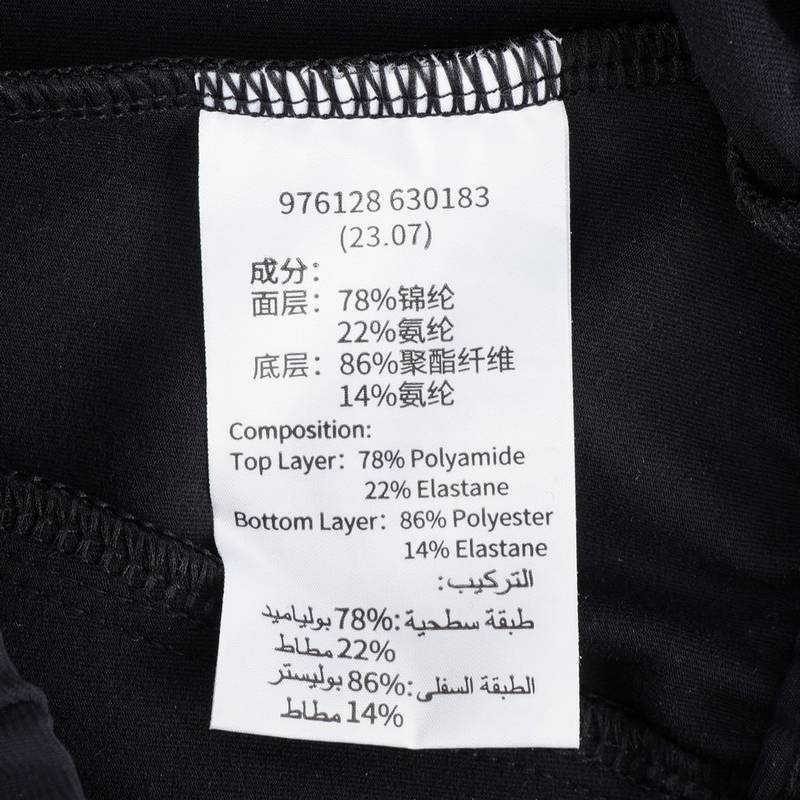 976128 630183
(23.07)
成分：
面层：78%锦纶
22%氨纶
底层：86%聚酯纤维
14%氨纶
Composition:
Top Layer: 78% Polyamide
22% Elastane
Bottom Layer: 86% Polyester
14% Elastane
التركيب:
طبقة سطحية:78% بولياميد
22% مطاط
الطبقة السفلى:86% بوليستر
14% مطاط